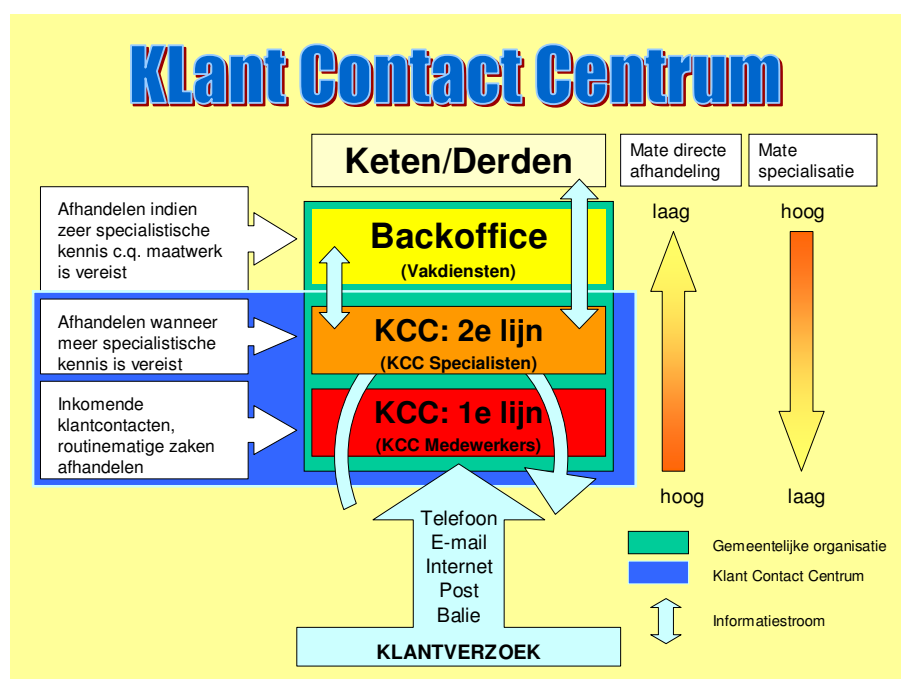 KLant Contact Centrum
Keten/Derden
Mate directe
afhandeling
Mate
specialisatie
laag
hoog
Afhandelen indien
zeer specialistische
kennis c.q. maatwerk
is vereist
Backoffice
(Vakdiensten)
Afhandelen wanneer
meer specialistische
kennis is vereist
KCC: 2e lijn
(KCC Specialisten)
Inkomende
klantcontacten,
routinematige zaken
afhandelen
KCC: 1e lijn
(KCC Medewerkers)
hoog
laag
Telefoon
E-mail
Internet
Post
Balie
KLANTVERZOEK
Gemeentelijke organisatie
Klant Contact Centrum
Informatiestroom